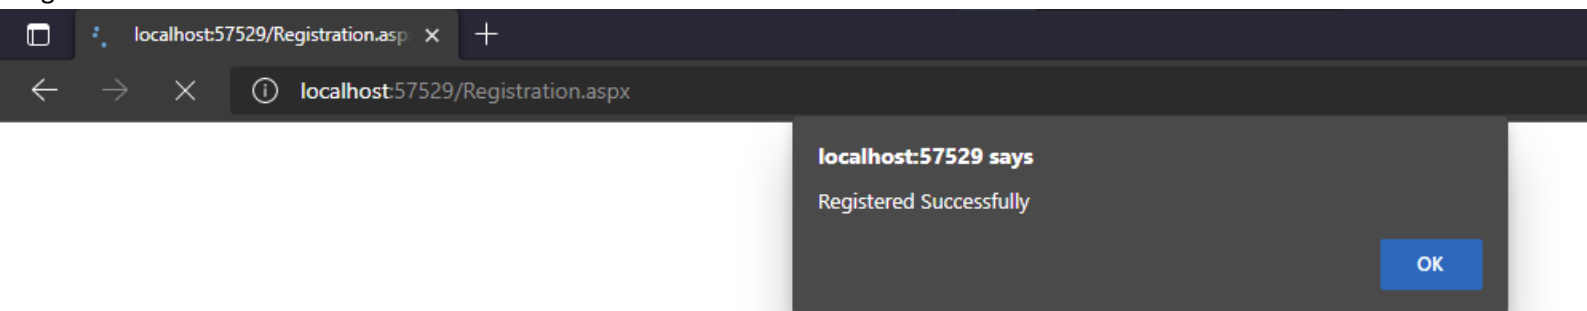 localhost:57529/Registration.asp
localhost:57529/Registration.aspx
localhost:57529 says
Registered Successfully
OK